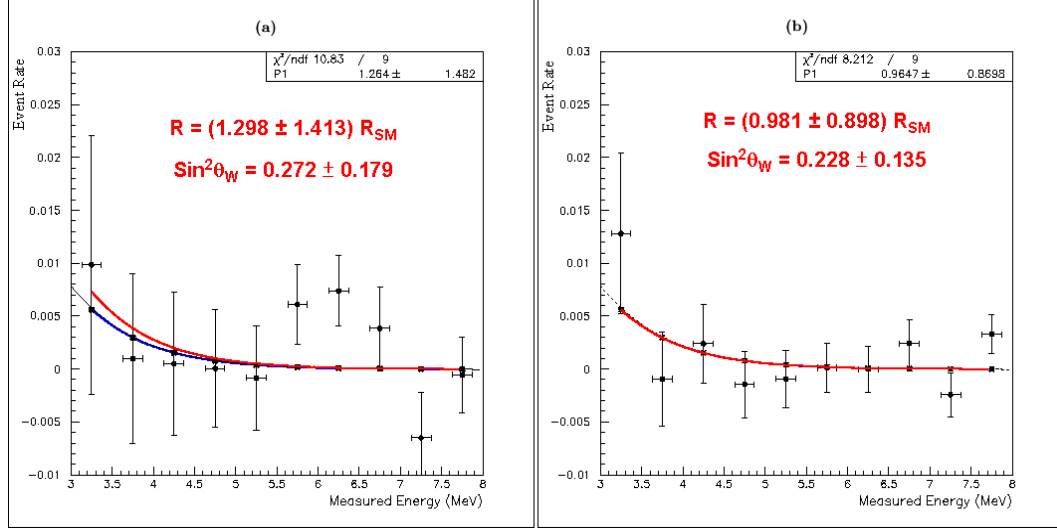 (a)
χ²/ndf 10.83 / 9
P1 1.264 ± 1.482
R = (1.298 ± 1.413) R_SM
Sin²θ_W = 0.272 ± 0.179
Event Rate
0.03
0.025
0.02
0.015
0.01
0.005
0
−0.005
−0.01
3 3.5 4 4.5 5 5.5 6 6.5 7 7.5 8
Measured Energy (MeV)
(b)
χ²/ndf 8.212 / 9
P1 0.9647 ± 0.8698
R = (0.981 ± 0.898) R_SM
Sin²θ_W = 0.228 ± 0.135
Event Rate
0.03
0.025
0.02
0.015
0.01
0.005
0
−0.005
−0.01
3 3.5 4 4.5 5 5.5 6 6.5 7 7.5 8
Measured Energy (MeV)